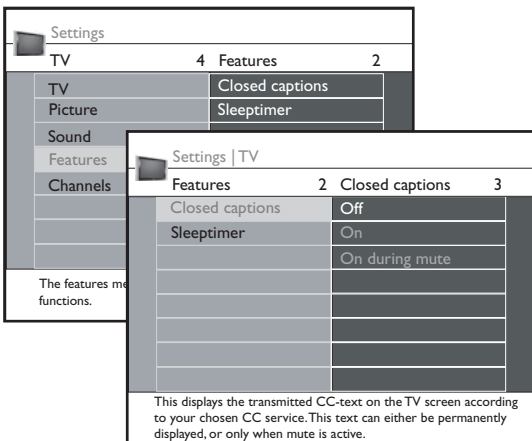 Settings
TV 4 Features 2
TV Closed captions
Picture Sleeptimer
Sound
Features
Channels
The features me
functions.
Settings | TV
Features 2 Closed captions 3
Closed captions Off
Sleeptimer On
On during mute
This displays the transmitted CC-text on the TV screen according
to your chosen CC service. This text can either be permanently
displayed, or only when mute is active.